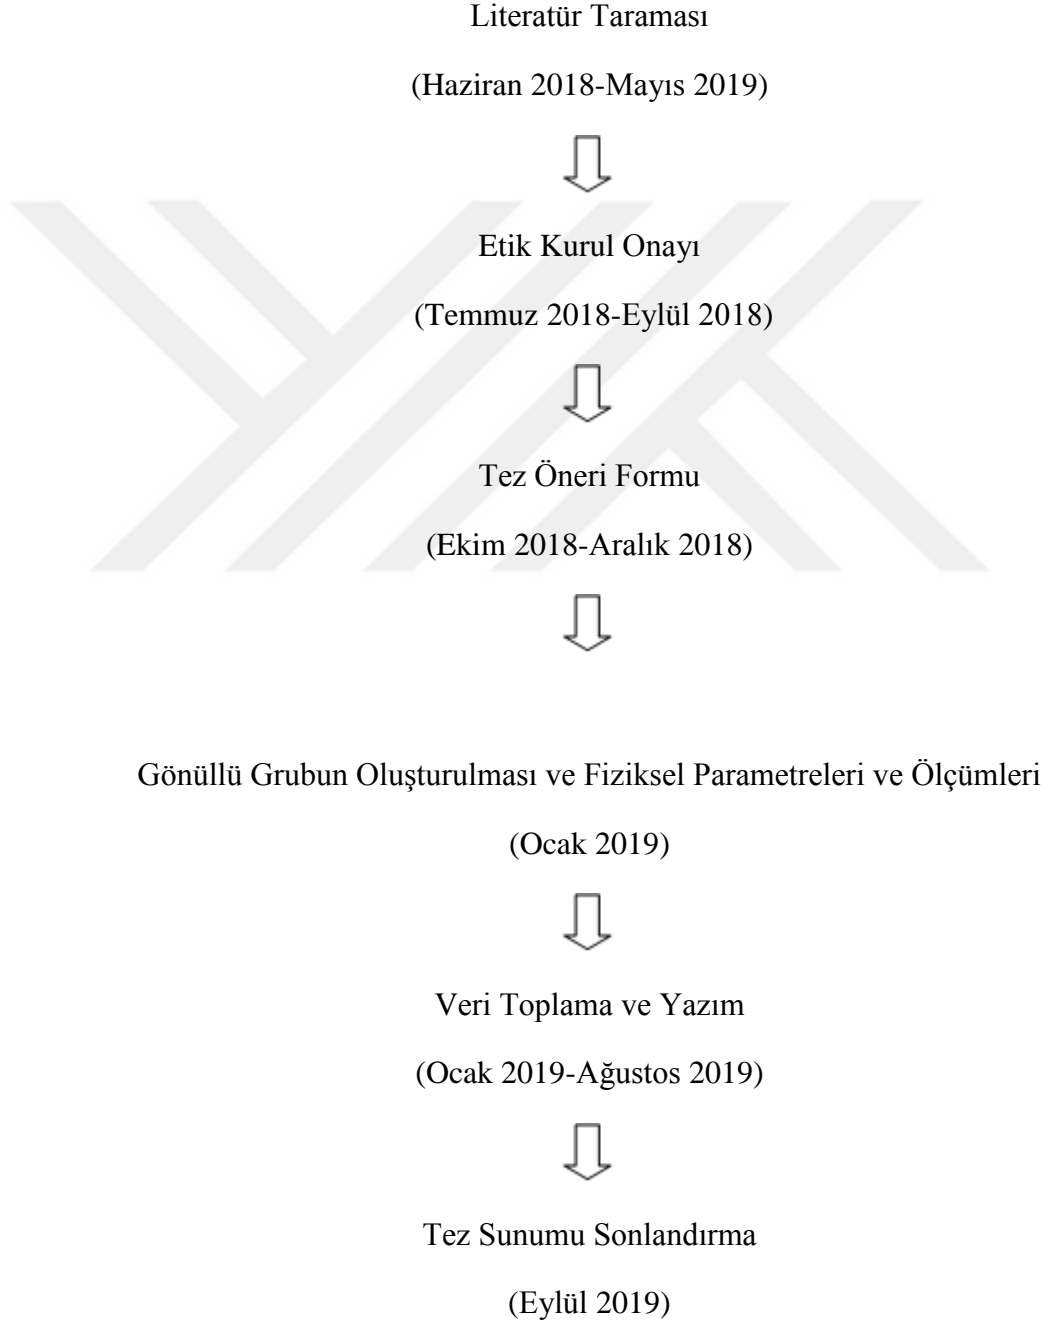 Literatür Taraması
(Haziran 2018-Mayıs 2019)
Etik Kurul Onayı
(Temmuz 2018-Eylül 2018)
Tez Öneri Formu
(Ekim 2018-Aralık 2018)
Gönüllü Grubun Oluşturulması ve Fiziksel Parametreleri ve Ölçümleri
(Ocak 2019)
Veri Toplama ve Yazım
(Ocak 2019-Ağustos 2019)
Tez Sunumu Sonlandırma
(Eylül 2019)